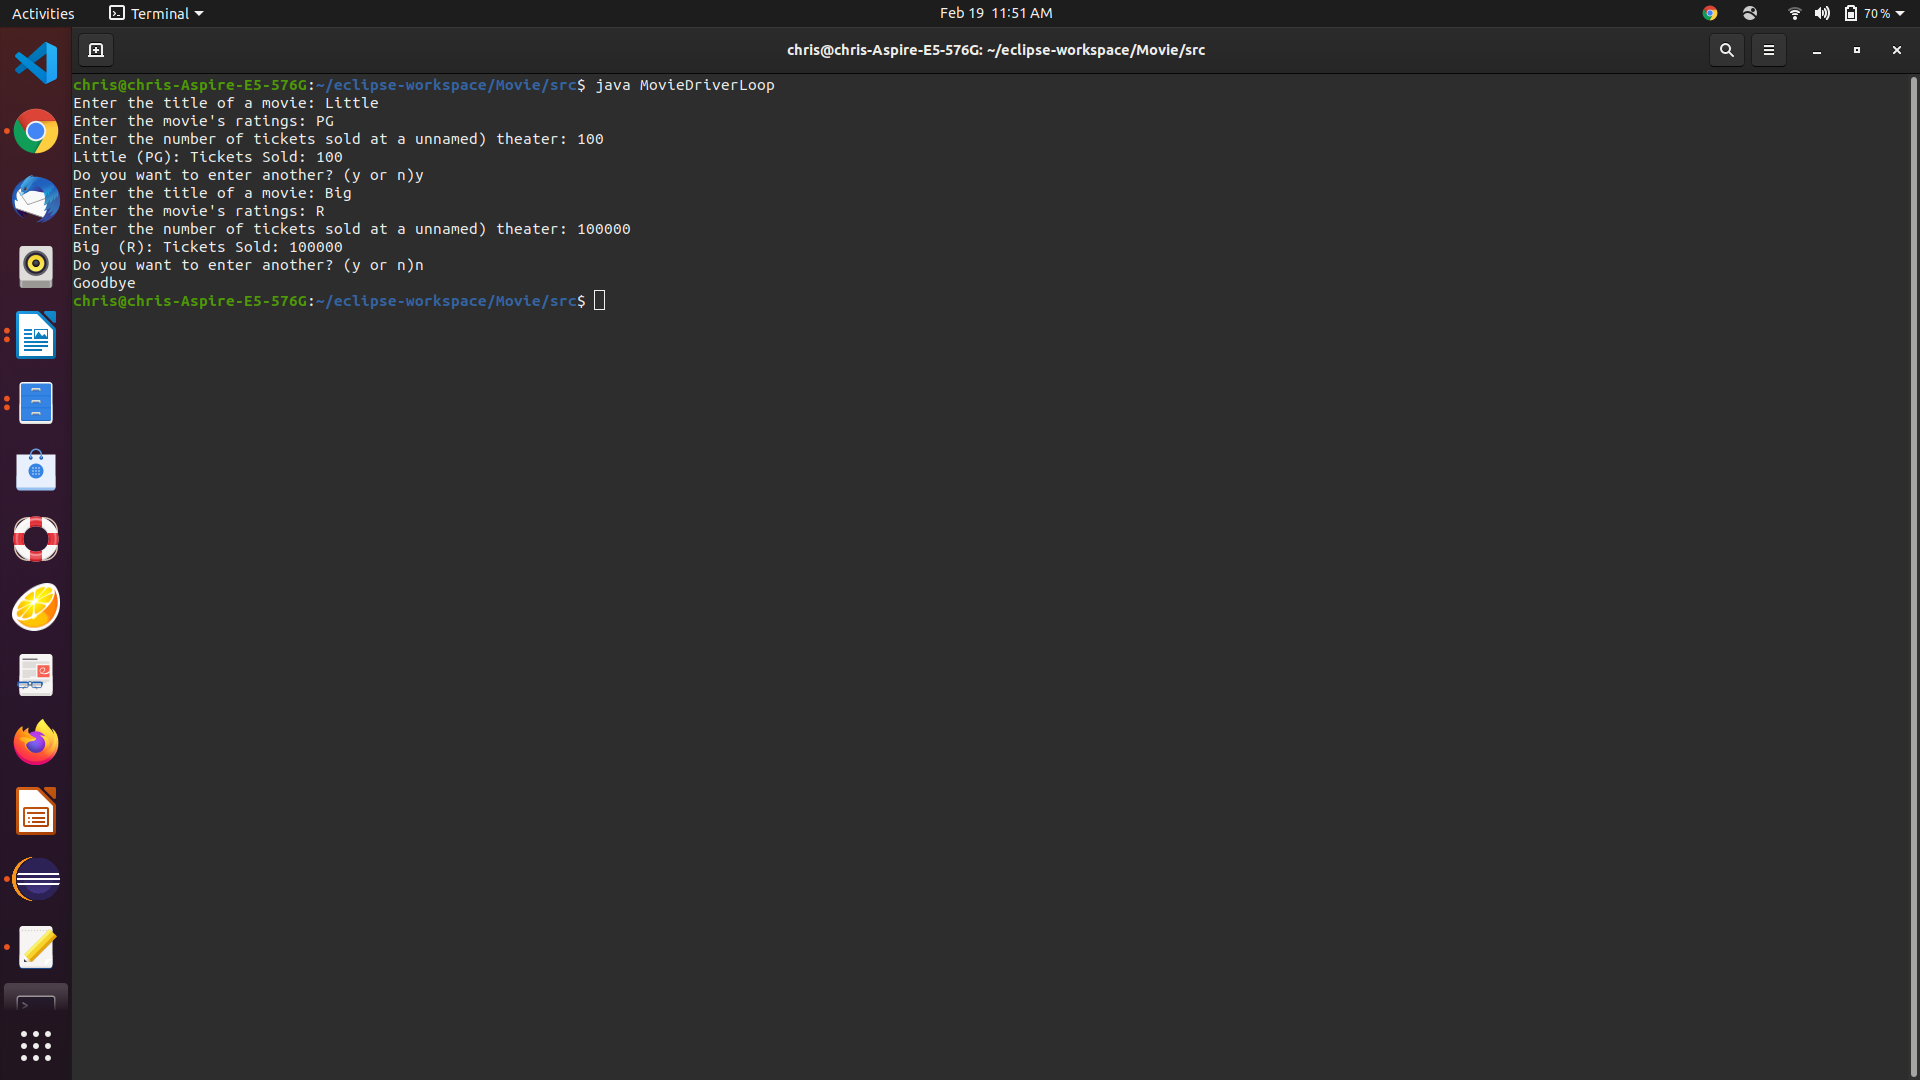 Activities
Terminal
Feb 19 11:51 AM
70 %
chris@chris-Aspire-E5-576G: ~/eclipse-workspace/Movie/src
chris@chris-Aspire-E5-576G:~/eclipse-workspace/Movie/src$ java MovieDriverLoop
Enter the title of a movie: Little
Enter the movie's ratings: PG
Enter the number of tickets sold at a unnamed) theater: 100
Little (PG): Tickets Sold: 100
Do you want to enter another? (y or n)y
Enter the title of a movie: Big
Enter the movie's ratings: R
Enter the number of tickets sold at a unnamed) theater: 100000
Big  (R): Tickets Sold: 100000
Do you want to enter another? (y or n)n
Goodbye
chris@chris-Aspire-E5-576G:~/eclipse-workspace/Movie/src$